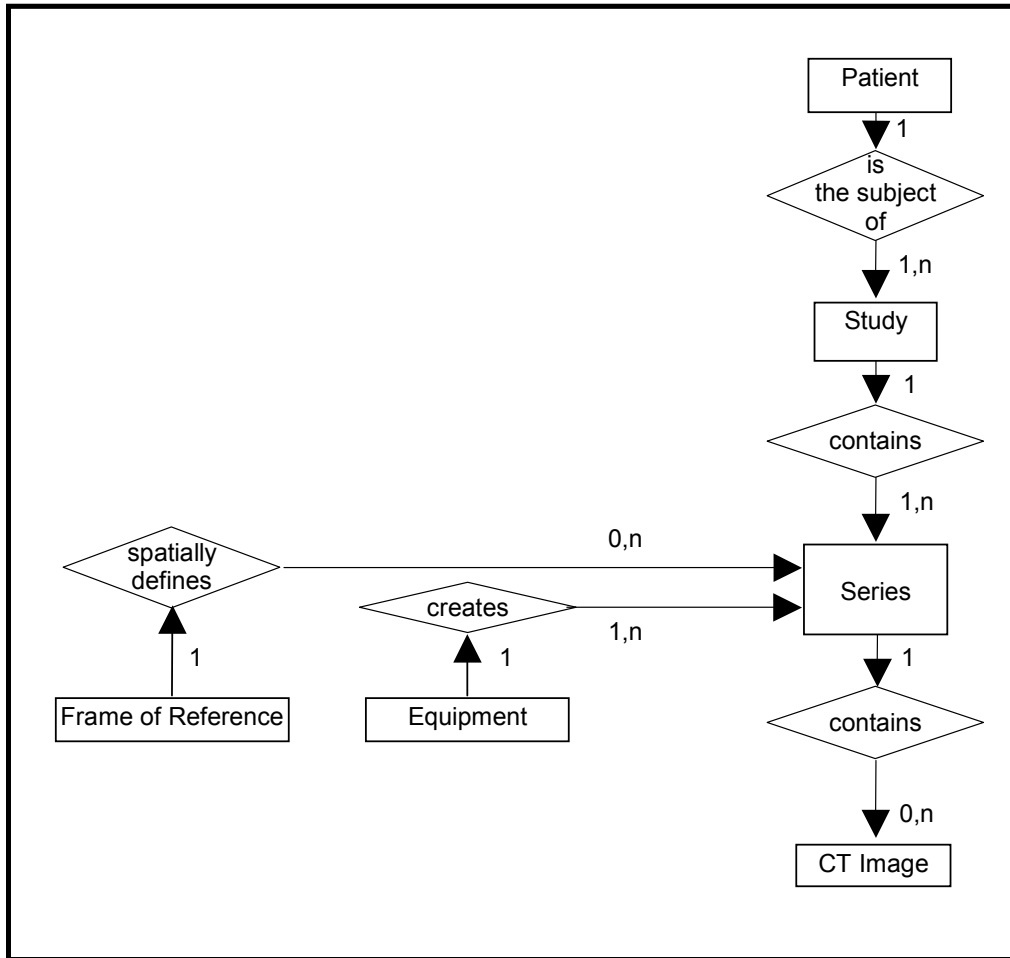 Patient
1
is
the subject
of
1,n
Study
1
contains
1,n
spatially
defines
0,n
Series
creates
1,n
1
1
1
Frame of Reference
Equipment
contains
0,n
CT Image